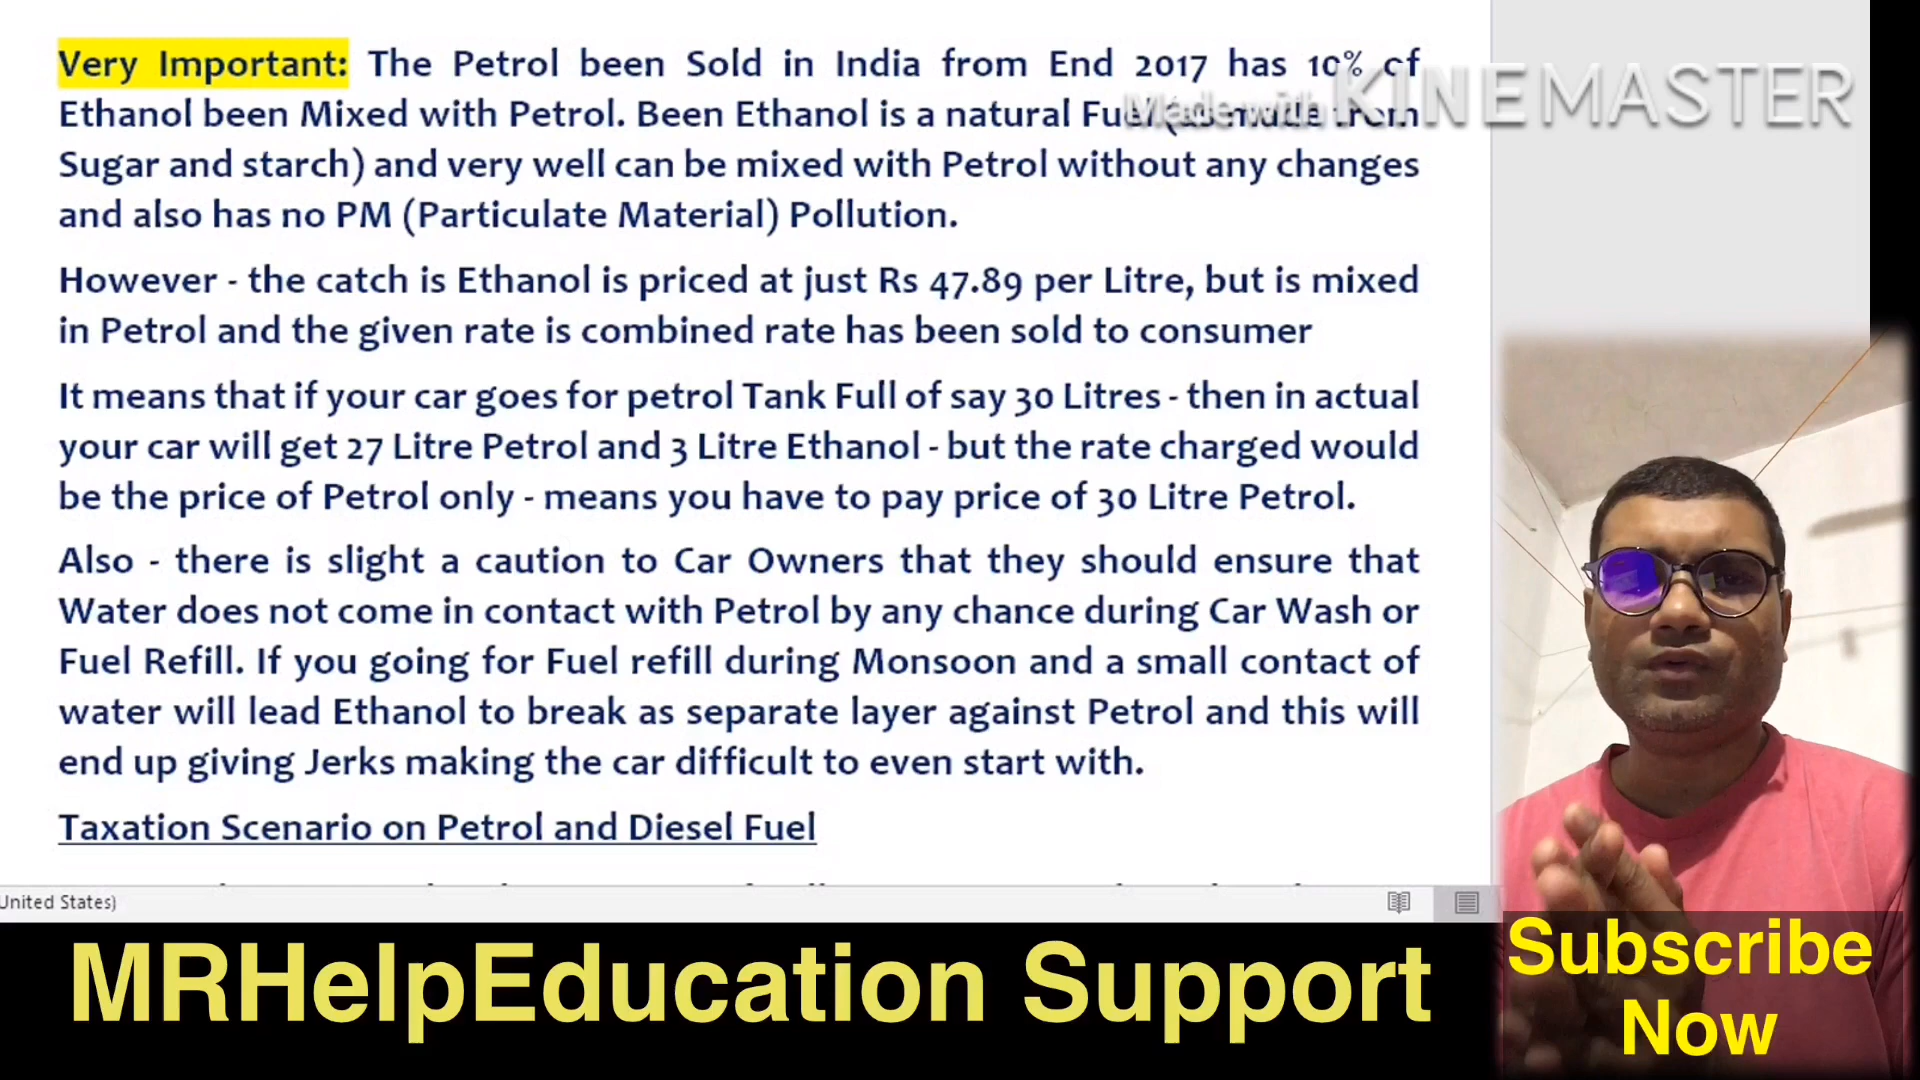 Very Important: The Petrol been Sold in India from End 2017 has 10% of
Ethanol been Mixed with Petrol. Been Ethanol is a natural Fuel (as made from
Sugar and starch) and very well can be mixed with Petrol without any changes
and also has no PM (Particulate Material) Pollution.
However - the catch is Ethanol is priced at just Rs 47.89 per Litre, but is mixed
in Petrol and the given rate is combined rate has been sold to consumer
It means that if your car goes for petrol Tank Full of say 30 Litres - then in actual
your car will get 27 Litre Petrol and 3 Litre Ethanol - but the rate charged would
be the price of Petrol only - means you have to pay price of 30 Litre Petrol.
Also - there is slight a caution to Car Owners that they should ensure that
Water does not come in contact with Petrol by any chance during Car Wash or
Fuel Refill. If you going for Fuel refill during Monsoon and a small contact of
water will lead Ethanol to break as separate layer against Petrol and this will
end up giving Jerks making the car difficult to even start with.
Taxation Scenario on Petrol and Diesel Fuel
United States)
Made with KINEMASTER
MRHelpEducation Support
Subscribe
Now